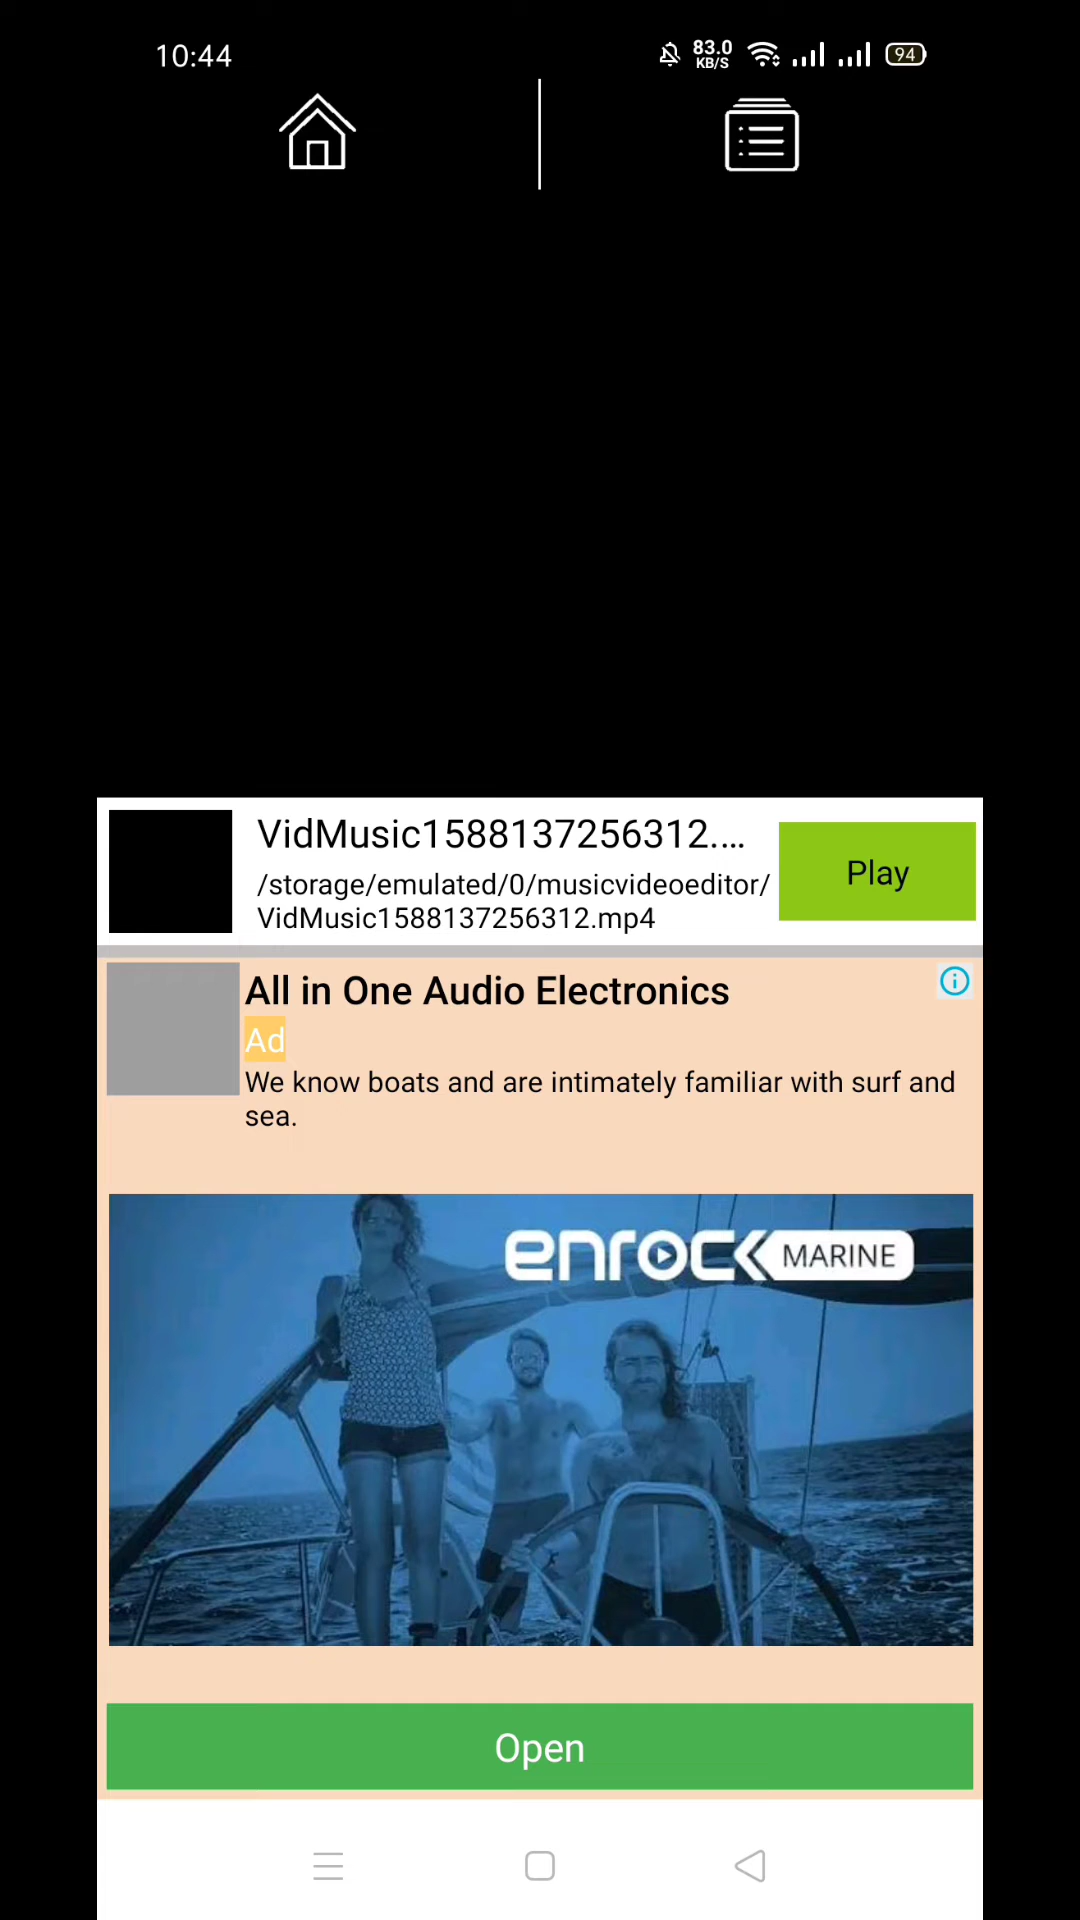 10:44
83.0
KB/S
94
VidMusic1588137256312....
/storage/emulated/0/musicvideoeditor/
VidMusic1588137256312.mp4
Play
All in One Audio Electronics
Ad
We know boats and are intimately familiar with surf and
sea.
enrock MARINE
Open